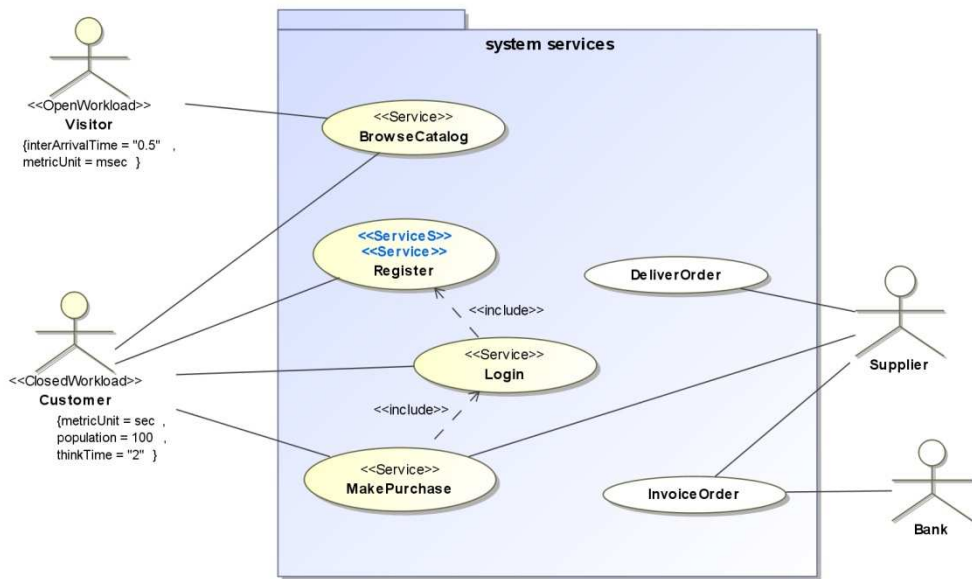 system services
<<OpenWorkload>>
Visitor
{interArrivalTime = "0.5" ,
metricUnit = msec }
<<Service>>
BrowseCatalog
<<ServiceS>>
<<Service>>
Register
DeliverOrder
<<include>>
<<ClosedWorkload>>
Customer
{metricUnit = sec ,
population = 100 ,
thinkTime = "2" }
<<Service>>
Login
Supplier
<<include>>
<<Service>>
MakePurchase
InvoiceOrder
Bank